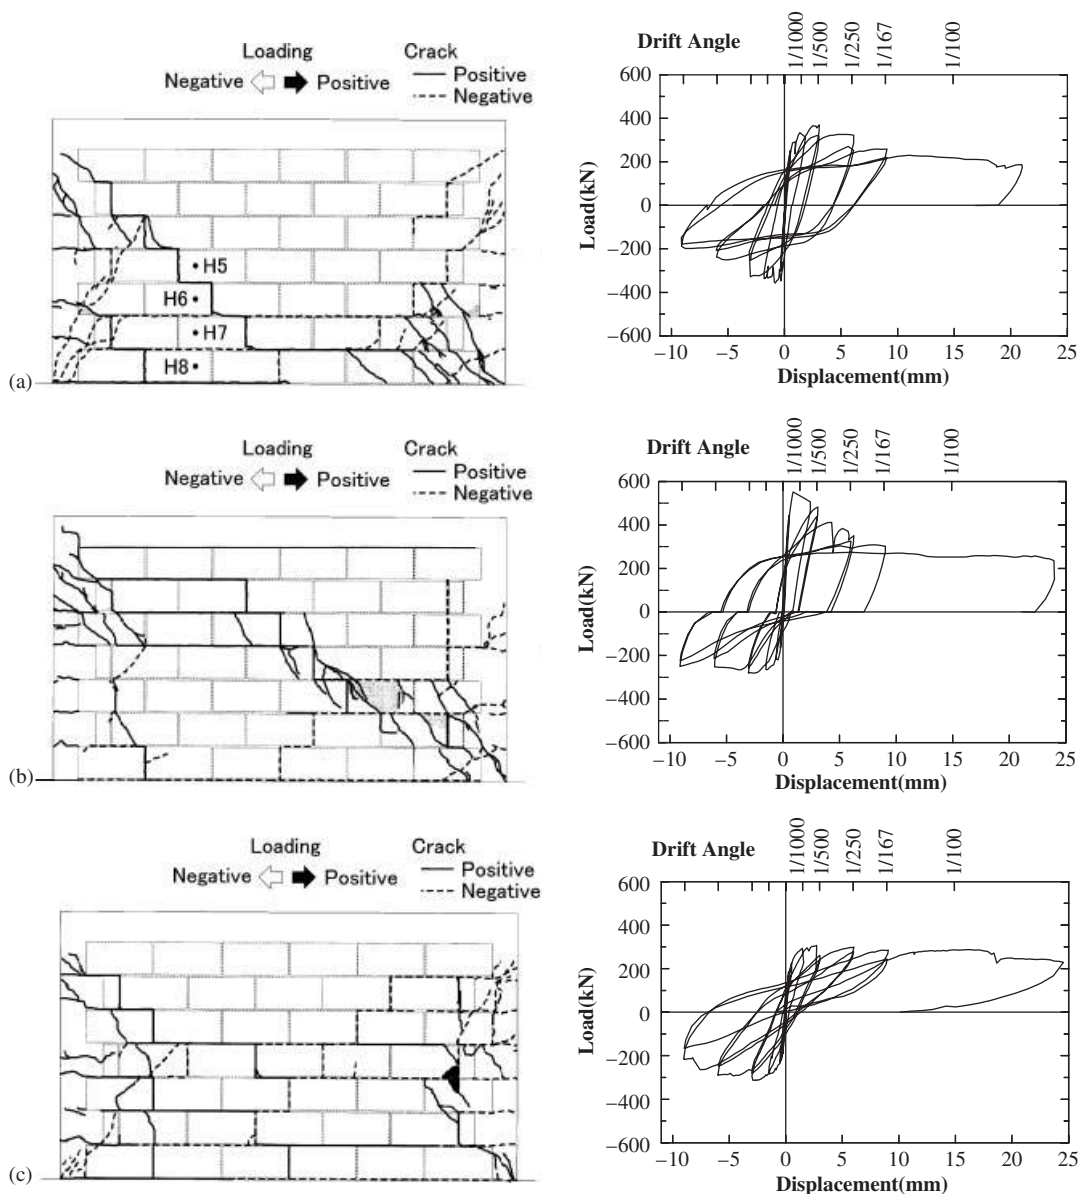 Loading Crack
Negative Positive Positive
Negative
H5
H6
H7
H8
(a)
Drift Angle 1/1000 1/500 1/250 1/167 1/100
600
400
200
0
−200
−400
−600
Load(kN)
−10 −5 0 5 10 15 20 25
Displacement(mm)
Loading Crack
Negative Positive Positive
Negative
(b)
Drift Angle 1/1000 1/500 1/250 1/167 1/100
600
400
200
0
−200
−400
−600
Load(kN)
−10 −5 0 5 10 15 20 25
Displacement(mm)
Loading Crack
Negative Positive Positive
Negative
(c)
Drift Angle 1/1000 1/500 1/250 1/167 1/100
600
400
200
0
−200
−400
−600
Load(kN)
−10 −5 0 5 10 15 20 25
Displacement(mm)